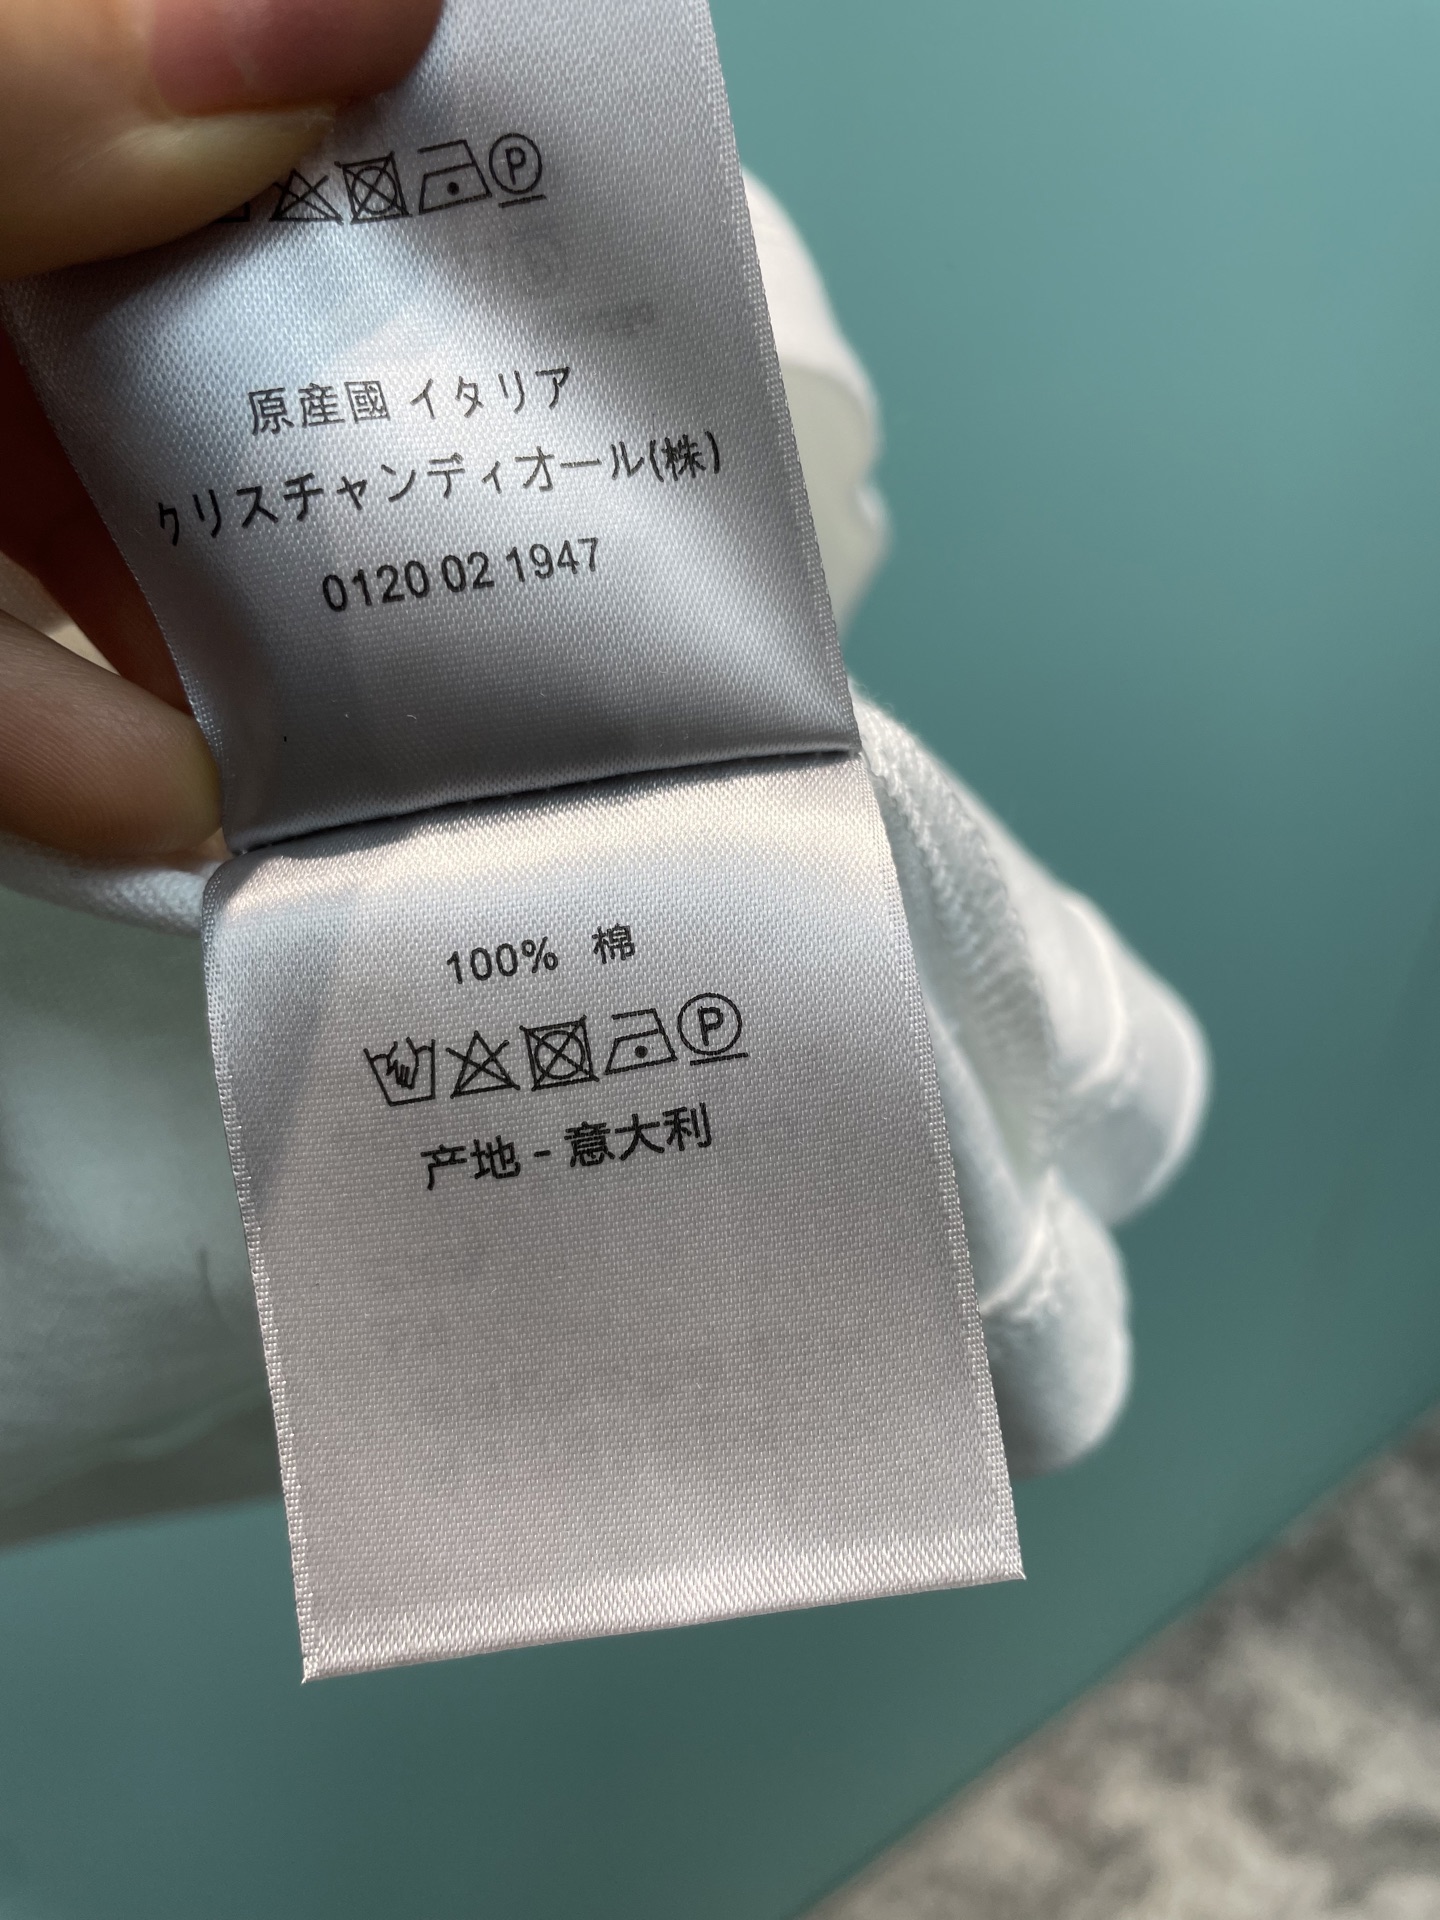 原産國 イタリア
クリスチャンディオール(株)
0120 02 1947
100% 棉
产地 - 意大利